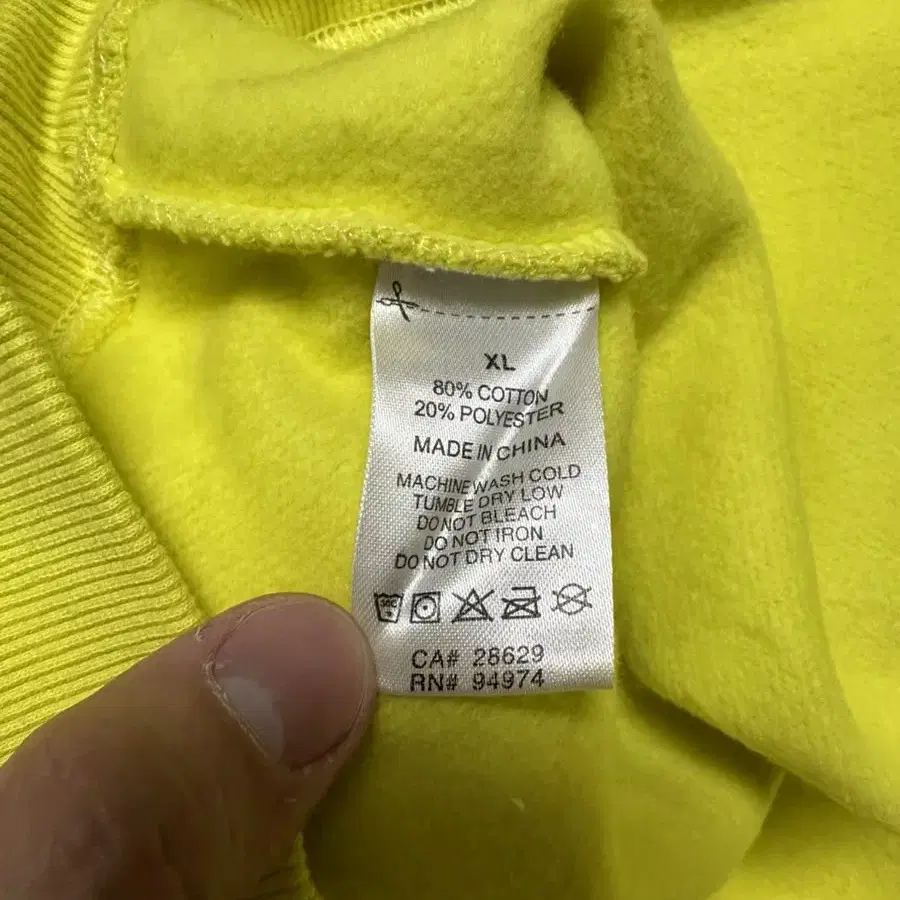 XL
80% COTTON
20% POLYESTER
MADE IN CHINA
MACHINE WASH COLD
TUMBLE DRY LOW
DO NOT BLEACH
DO NOT IRON
DO NOT DRY CLEAN
30C
CA# 28629
RN# 94974